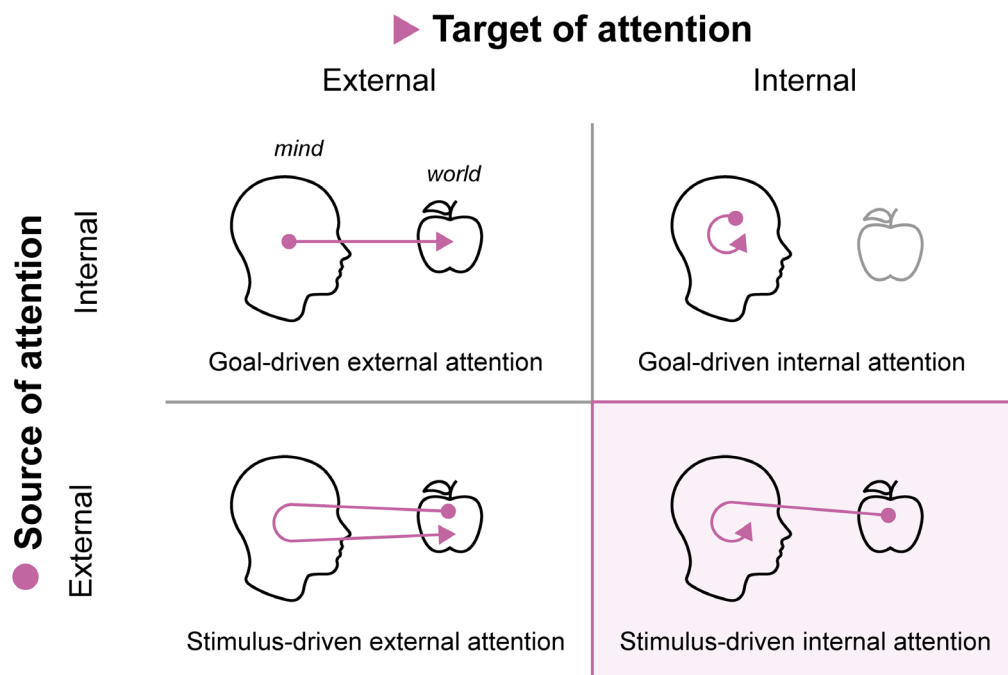 Target of attention
External
Internal
Source of attention
Internal
mind
world
Goal-driven external attention
Goal-driven internal attention
External
Stimulus-driven external attention
Stimulus-driven internal attention